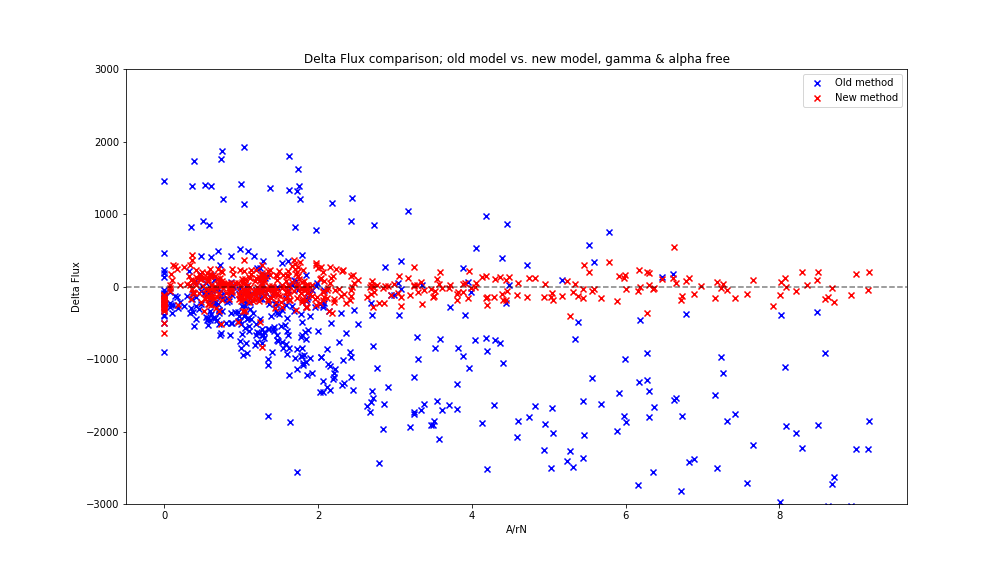 Delta Flux comparison; old model vs. new model, gamma & alpha free
Old method
New method
3000
2000
1000
0
−1000
−2000
−3000
Delta Flux
0
2
4
6
8
A/rN